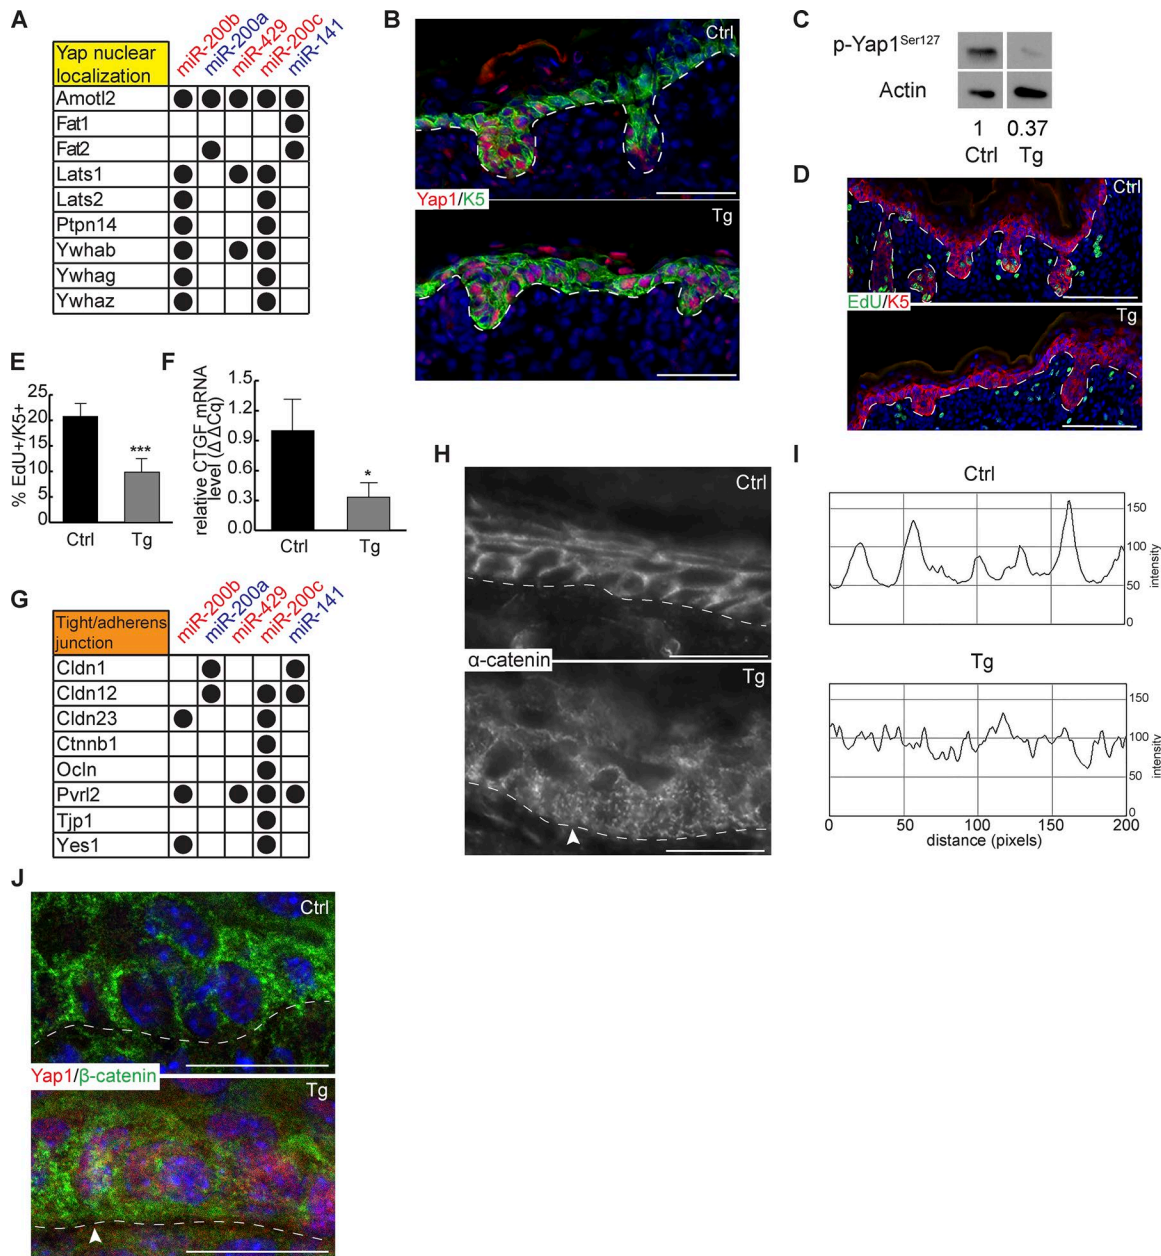 A
Yap nuclear
localization
miR-200b
miR-200a
miR-429
miR-200c
miR-141
Amotl2
Fat1
Fat2
Lats1
Lats2
Ptpn14
Ywhab
Ywhag
Ywhaz
B
Ctrl
Yap1/K5
Tg
C
p-Yap1Ser127
Actin
1 0.37
Ctrl Tg
D
Ctrl
EdU/K5
Tg
E
% EdU+/K5+
25
20
15
10
5
0
***
Ctrl Tg
F
relative CTGF mRNA
level (Δ ΔCq)
1.5
1.2
0.9
0.6
0.3
0.0
*
Ctrl Tg
G
Tight/adherens
junction
miR-200b
miR-200a
miR-429
miR-200c
miR-141
Cldn1
Cldn12
Cldn23
Ctnnb1
Ocln
Pvrl2
Tjp1
Yes1
H
Ctrl
α-catenin
Tg
I
Ctrl
150
100
50
0
intensity
Tg
150
100
50
0
intensity
0 50 100 150 200
distance (pixels)
J
Ctrl
Yap1/β-catenin
Tg